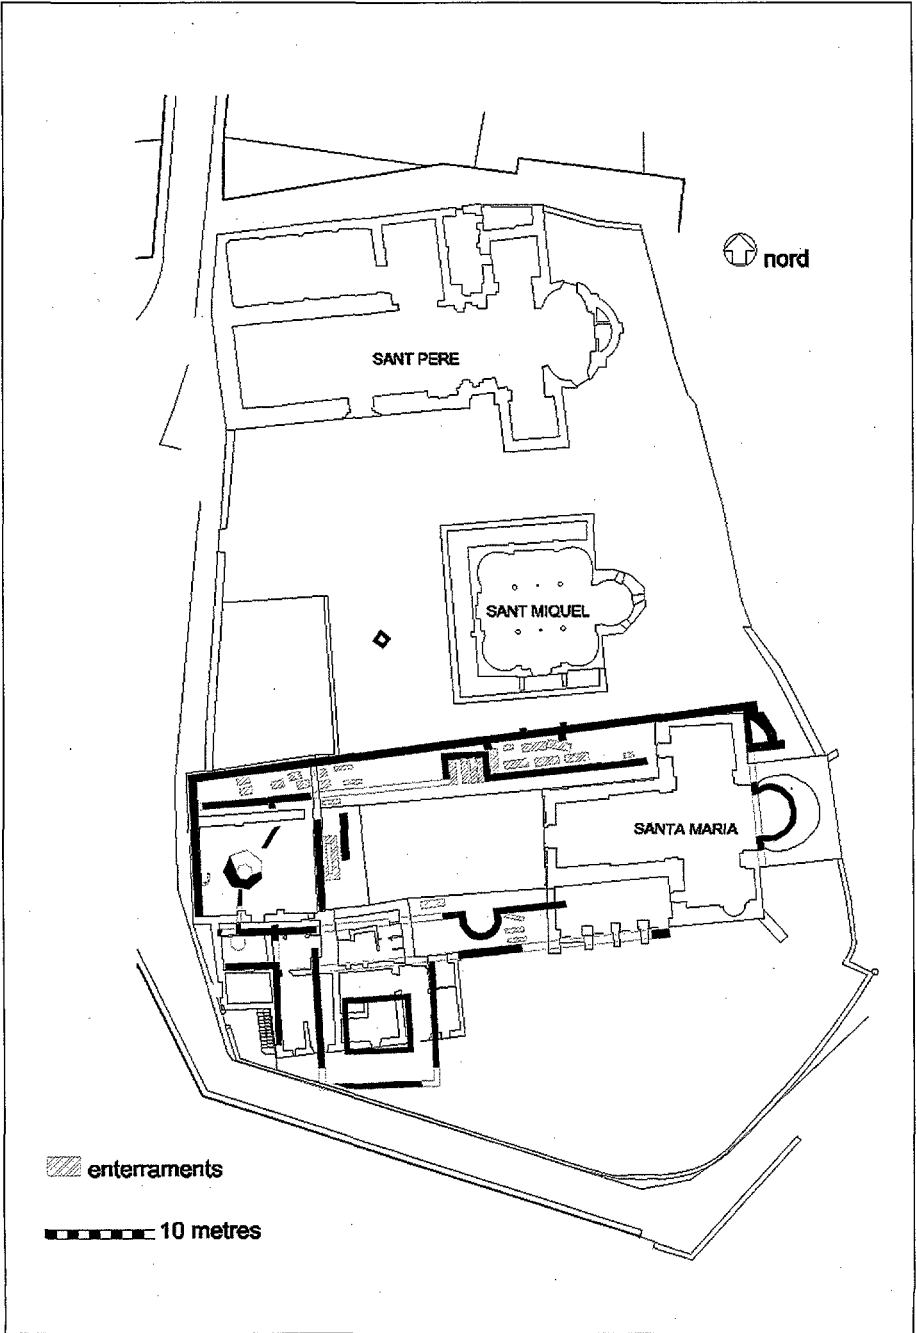 nord
SANT PERE
SANT MIQUEL
SANTA MARIA
enterraments
10 metres